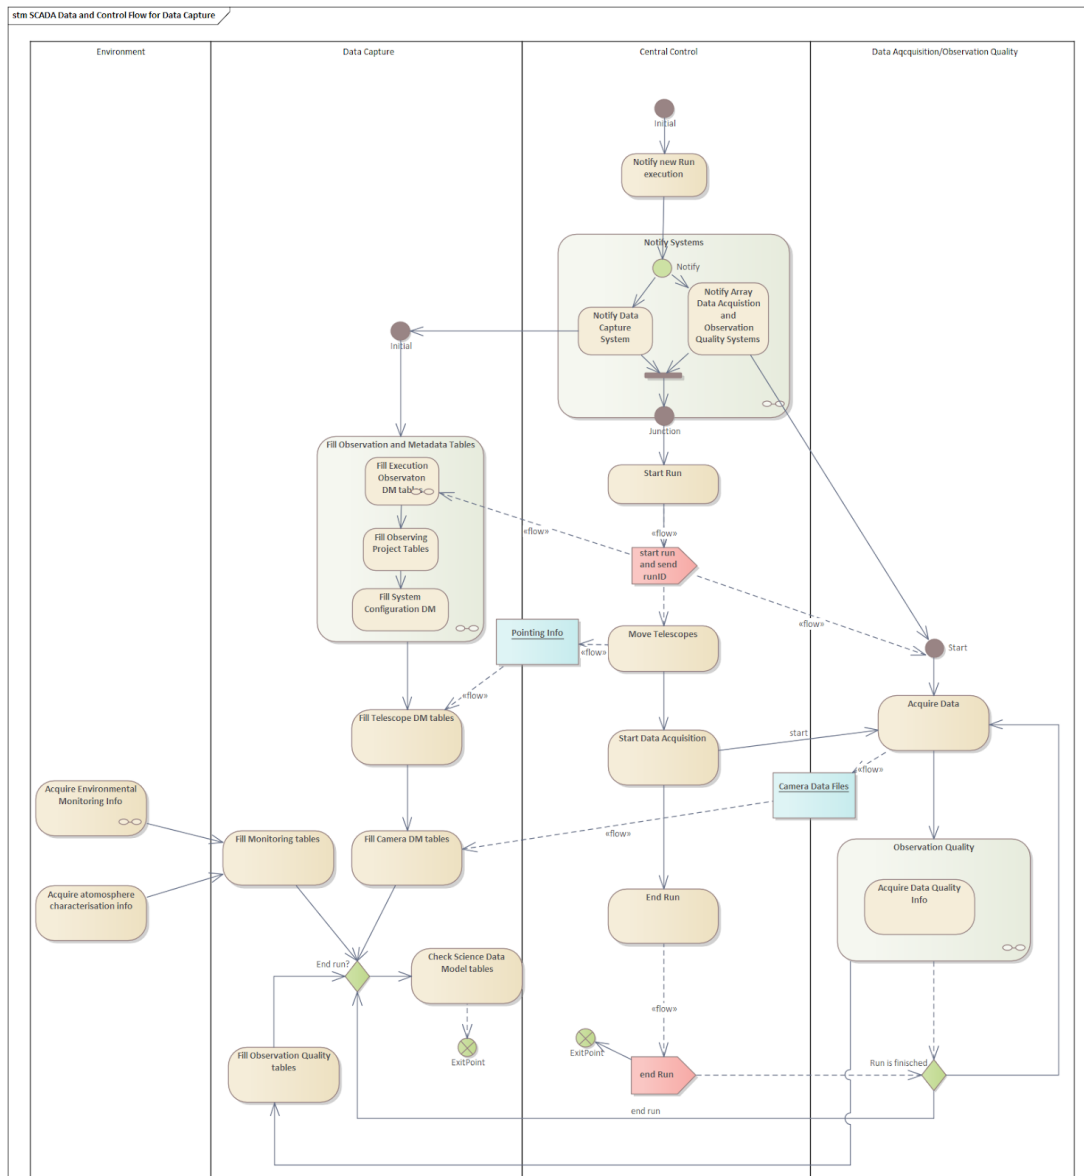 stm SCADA Data and Control Flow for Data Capture
Environment
Data Capture
Central Control
Data Aqcquisition/Observation Quality
Initial
Notify new Run
execution
Notify Systems
Notify
Notify Array
Data Acquistion
and
Observation
Quality Systems
Notify Data
Capture
System
Initial
Junction
Fill Observation and Metadata Tables
Fill Execution
Observaton
DM tables
Start Run
«flow»
«flow»
Fill Observing
Project Tables
start run
and send
runID
Fill System
Configuration DM
«flow»
Pointing Info
Move Telescopes
«flow»
Start
«flow»
Fill Telescope DM tables
Acquire Data
Start Data Acquisition
start
«flow»
Acquire Environmental
Monitoring Info
Camera Data Files
«flow»
Fill Monitoring tables
Fill Camera DM tables
Observation Quality
Acquire Data Quality
Info
Acquire atomosphere
characterisation info
End Run
End run?
Check Science Data
Model tables
«flow»
ExitPoint
ExitPoint
Fill Observation Quality
tables
end Run
Run is finisched
end run